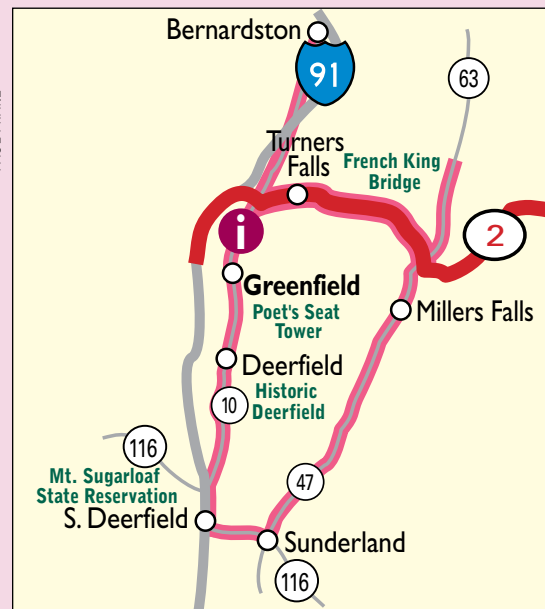 Bernardston
91
63
Turners
Falls
French King
Bridge
2
i
Greenfield
Poet's Seat
Tower
Millers Falls
Deerfield
10
Historic
Deerfield
116
Mt. Sugarloaf
State Reservation
47
S. Deerfield
Sunderland
116